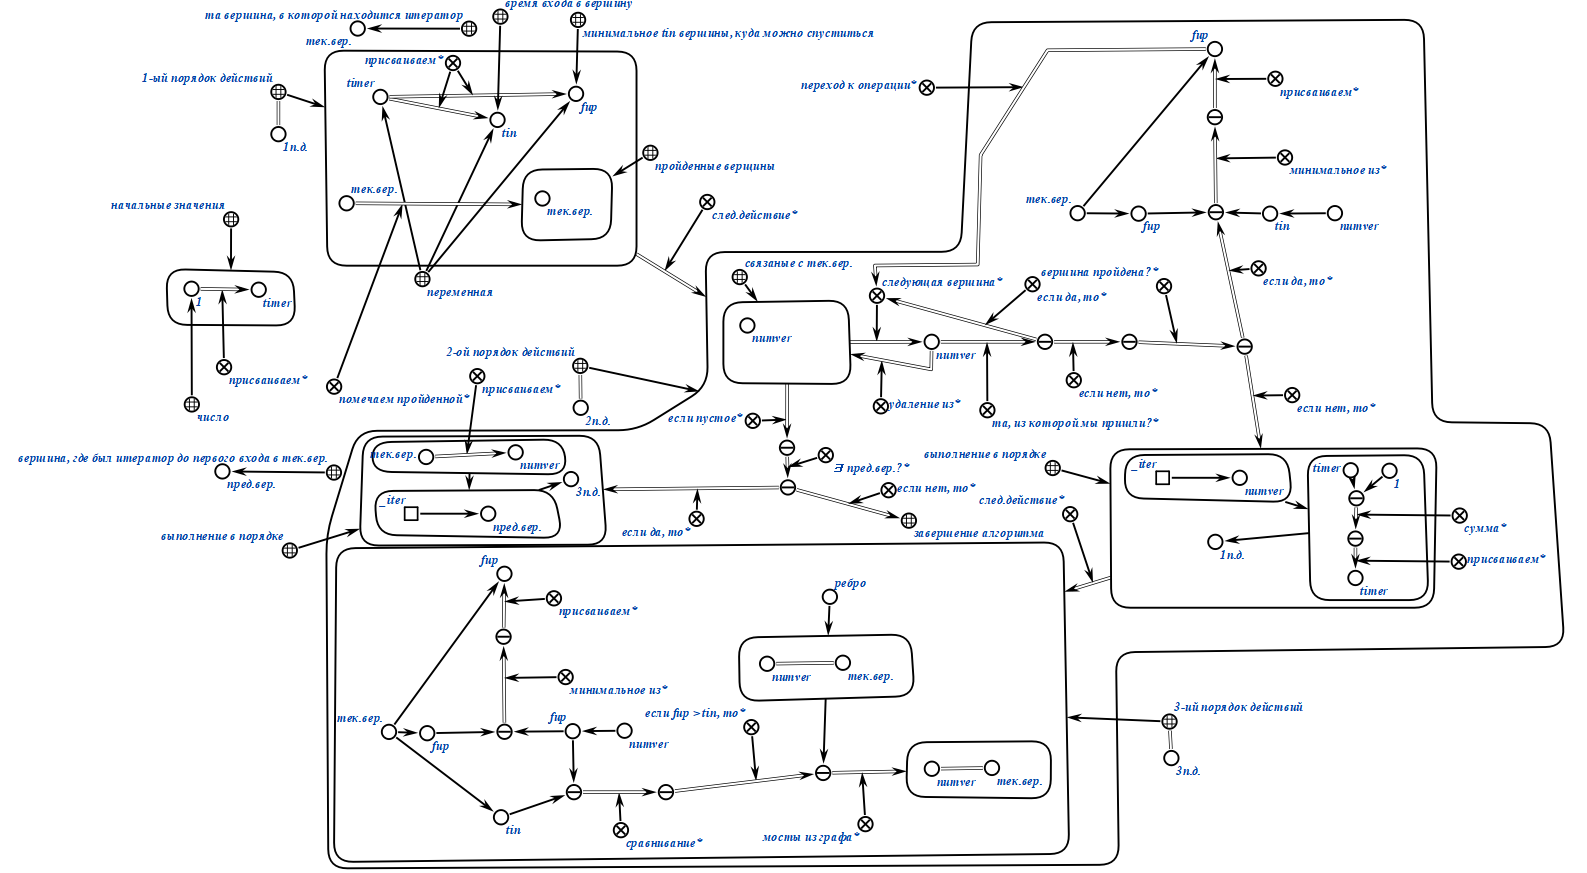 время входа в вершину
та вершина, в которой находится итератор
тек.вер.
минимальное tin вершины, куда можно спуститься
fup
присваиваем*
1-ый порядок действий
timer
переход к операции*
присваиваем*
fup
tin
1п.д.
пройденные вершины
минимальное из*
тек.вер.
тек.вер.
тек.вер.
начальные значения
след.действие*
fup
tin
numver
связаные с тек.вер.
вершина пройдена?*
следующая вершина*
если да, то*
если да, то*
переменная
1
timer
numver
numver
2-ой порядок действий
присваиваем*
присваиваем*
помечаем пройденной*
если нет, то*
удаление из*
если нет, то*
число
2п.д.
если пустое*
та, из которой мы пришли?*
тек.вер.
numver
вершина, где был итератор до первого входа в тек.вер.
∃ пред.вер.?*
выполнение в порядке
_iter
timer
пред.вер.
3п.д.
если нет, то*
numver
1
_iter
след.действие*
пред.вер.
если да, то*
завершение алгоритма
сумма*
выполнение в порядке
1п.д.
присваиваем*
fup
timer
ребро
присваиваем*
numver
тек.вер.
минимальное из*
3-ий порядок действий
тек.вер.
fup
если fup > tin, то*
fup
numver
3п.д.
numver
тек.вер.
tin
сравнивание*
мосты из графа*